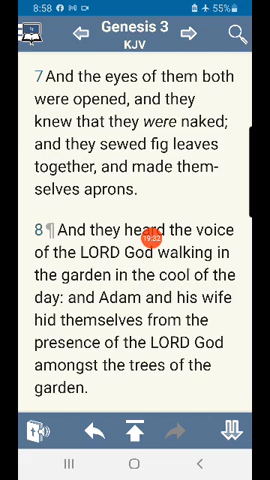 8:58 55%
Genesis 3
KJV
7 And the eyes of them both
were opened, and they
knew that they were naked;
and they sewed fig leaves
together, and made them-
selves aprons.
8 ¶ And they heard the voice
of the LORD God walking in
19:32
the garden in the cool of the
day: and Adam and his wife
hid themselves from the
presence of the LORD God
amongst the trees of the
garden.